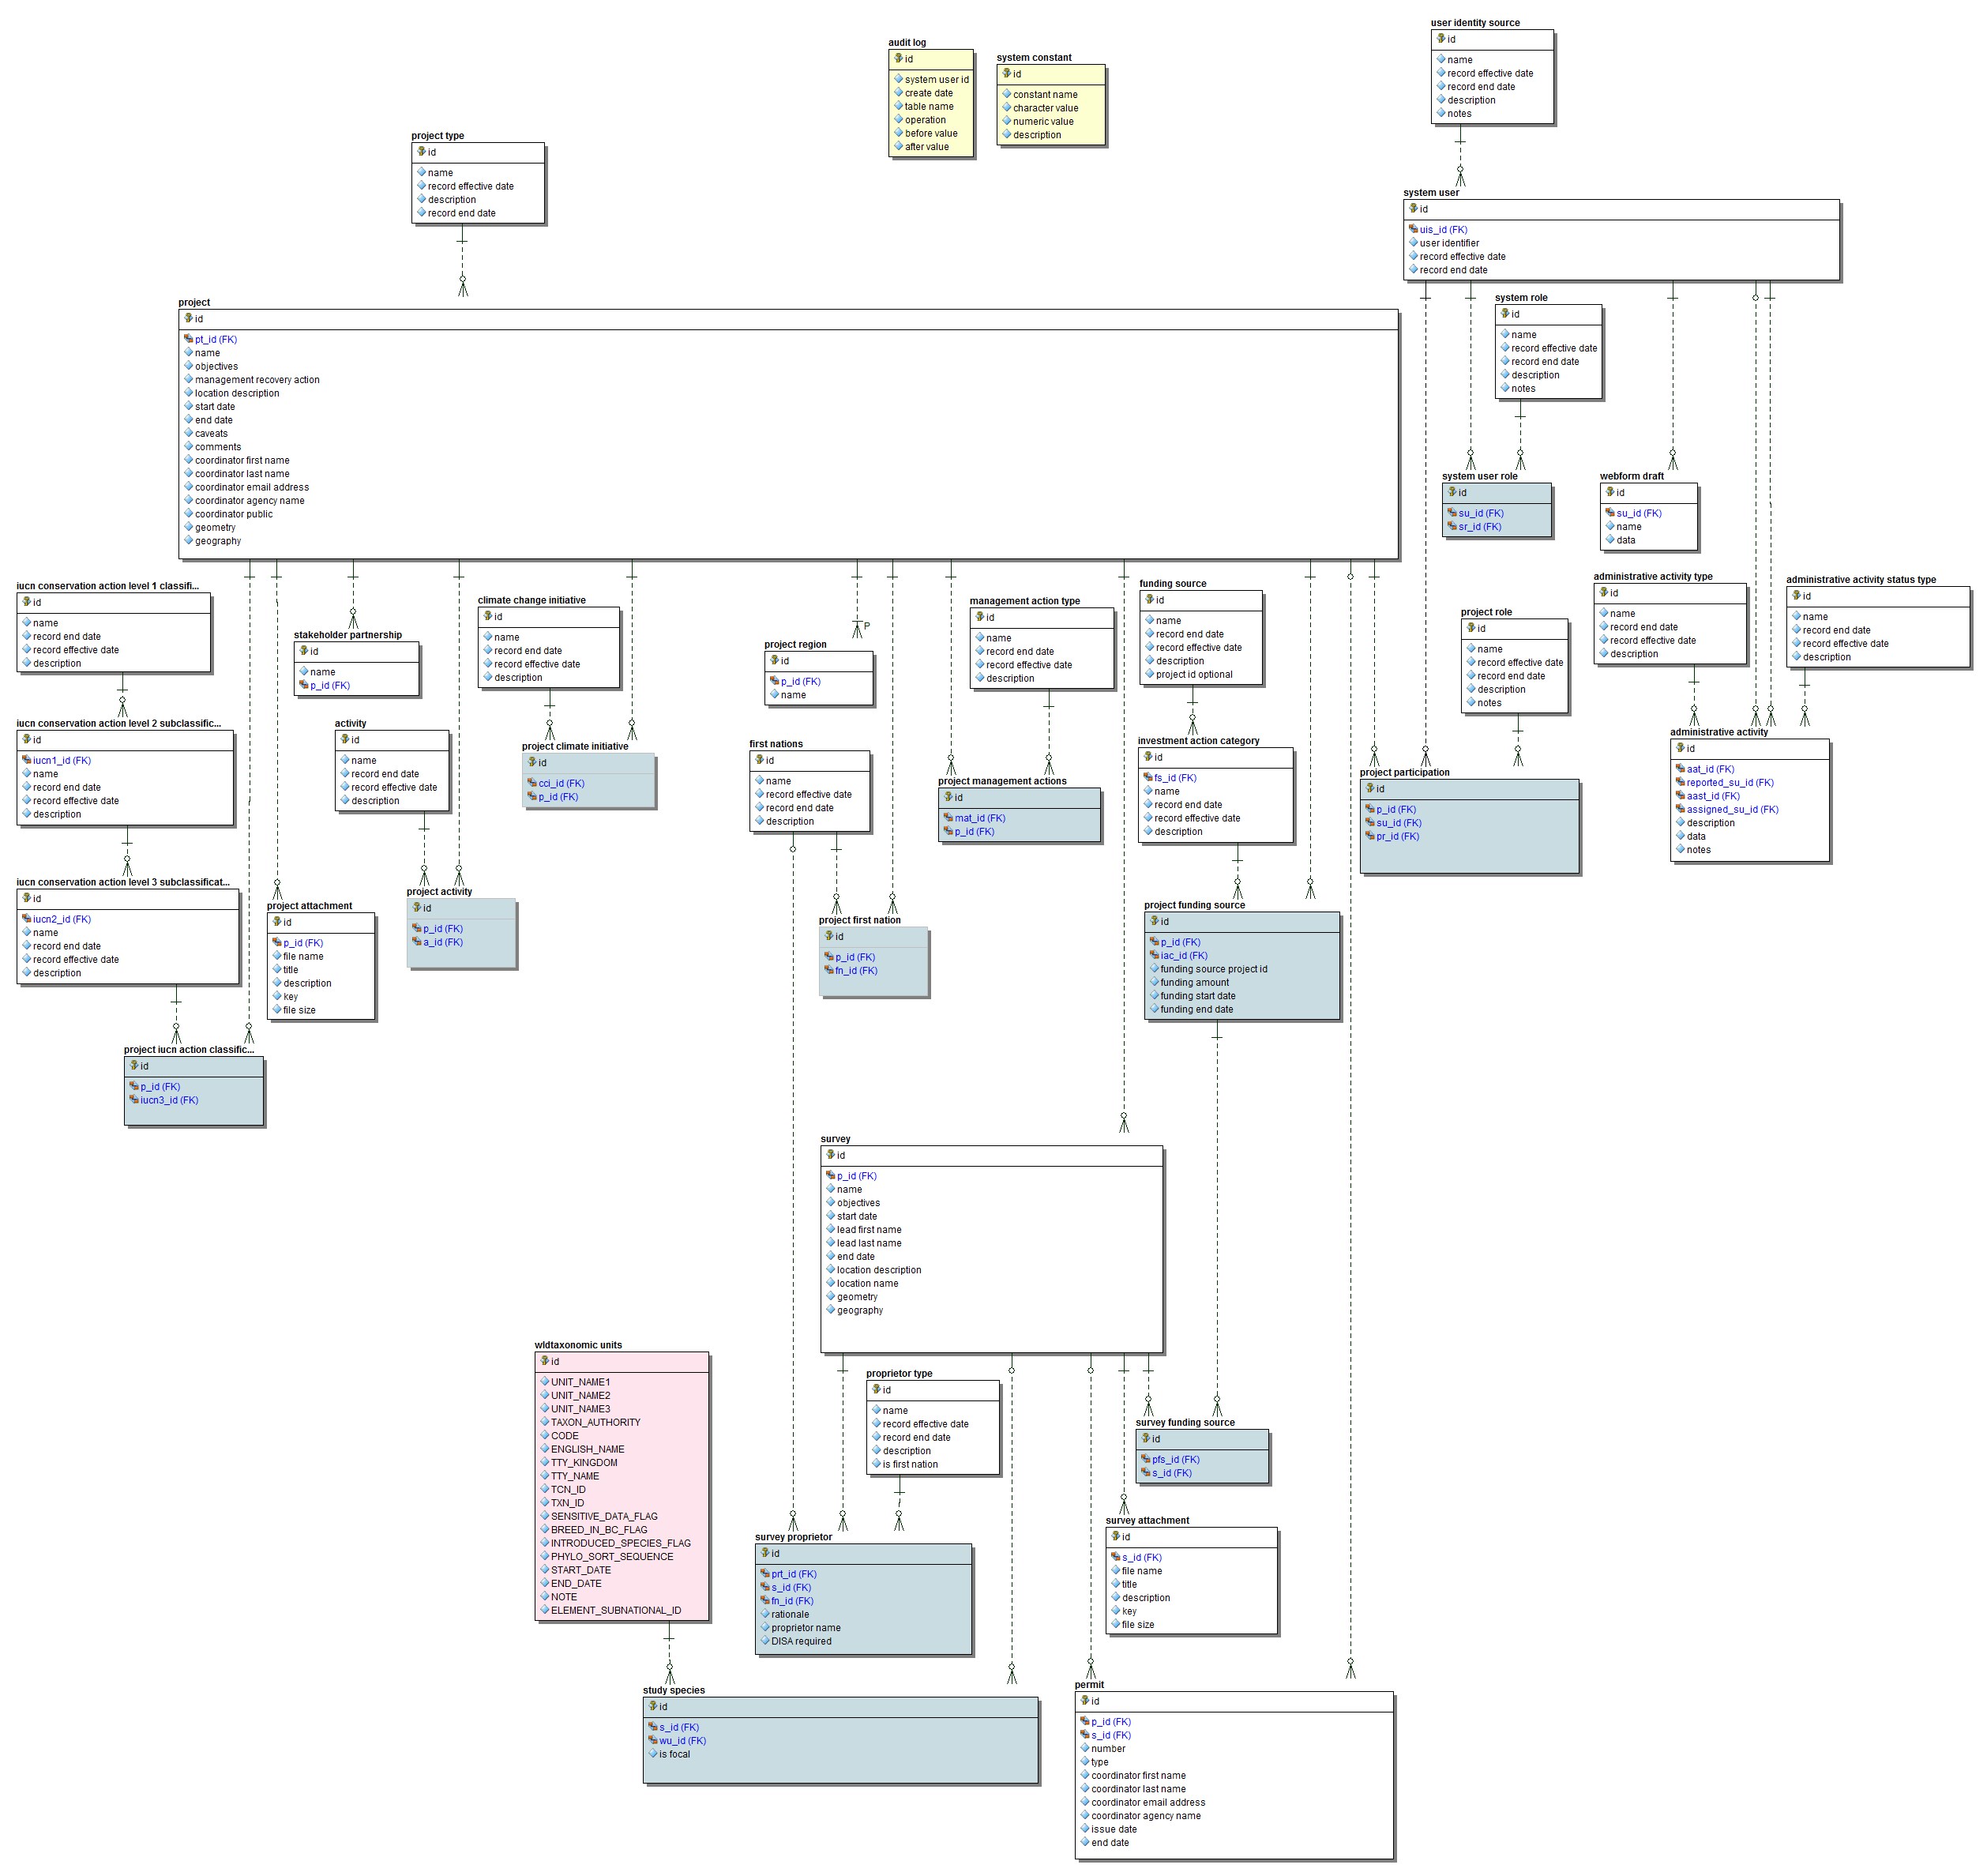 user identity source
id
name
record effective date
record end date
description
notes
audit log
id
system user id
create date
table name
operation
before value
after value
system constant
id
constant name
character value
numeric value
description
project type
id
name
record effective date
description
record end date
system user
id
uis_id (FK)
user identifier
record effective date
record end date
project
id
pt_id (FK)
name
objectives
management recovery action
location description
start date
end date
caveats
comments
coordinator first name
coordinator last name
coordinator email address
coordinator agency name
coordinator public
geometry
geography
system role
id
name
record effective date
record end date
description
notes
system user role
id
su_id (FK)
sr_id (FK)
webform draft
id
su_id (FK)
name
data
iucn conservation action level 1 classifi...
id
name
record end date
record effective date
description
stakeholder partnership
id
name
p_id (FK)
climate change initiative
id
name
record end date
record effective date
description
project region
id
p_id (FK)
name
P
management action type
id
name
record end date
record effective date
description
funding source
id
name
record end date
record effective date
description
project id optional
project role
id
name
record effective date
record end date
description
notes
administrative activity type
id
name
record end date
record effective date
description
administrative activity status type
id
name
record end date
record effective date
description
iucn conservation action level 2 subclassific...
id
iucn1_id (FK)
name
record end date
record effective date
description
activity
id
name
record end date
record effective date
description
project climate initiative
id
cci_id (FK)
p_id (FK)
first nations
id
name
record effective date
record end date
description
project management actions
id
mat_id (FK)
p_id (FK)
investment action category
id
fs_id (FK)
name
record end date
record effective date
description
project participation
id
p_id (FK)
su_id (FK)
pr_id (FK)
administrative activity
id
aat_id (FK)
reported_su_id (FK)
aast_id (FK)
assigned_su_id (FK)
description
data
notes
iucn conservation action level 3 subclassificat...
id
iucn2_id (FK)
name
record end date
record effective date
description
project attachment
id
p_id (FK)
file name
title
description
key
file size
project activity
id
p_id (FK)
a_id (FK)
project first nation
id
p_id (FK)
fn_id (FK)
project funding source
id
p_id (FK)
iac_id (FK)
funding source project id
funding amount
funding start date
funding end date
project iucn action classific...
id
p_id (FK)
iucn3_id (FK)
survey
id
p_id (FK)
name
objectives
start date
lead first name
lead last name
end date
location description
location name
geometry
geography
wldtaxonomic units
id
UNIT_NAME1
UNIT_NAME2
UNIT_NAME3
TAXON_AUTHORITY
CODE
ENGLISH_NAME
TTY_KINGDOM
TTY_NAME
TCN_ID
TXN_ID
SENSITIVE_DATA_FLAG
BREED_IN_BC_FLAG
INTRODUCED_SPECIES_FLAG
PHYLO_SORT_SEQUENCE
START_DATE
END_DATE
NOTE
ELEMENT_SUBNATIONAL_ID
proprietor type
id
name
record effective date
record end date
description
is first nation
survey funding source
id
pfs_id (FK)
s_id (FK)
survey proprietor
id
prt_id (FK)
s_id (FK)
fn_id (FK)
rationale
proprietor name
DISA required
survey attachment
id
s_id (FK)
file name
title
description
key
file size
study species
id
s_id (FK)
wu_id (FK)
is focal
permit
id
p_id (FK)
s_id (FK)
number
type
coordinator first name
coordinator last name
coordinator email address
coordinator agency name
issue date
end date